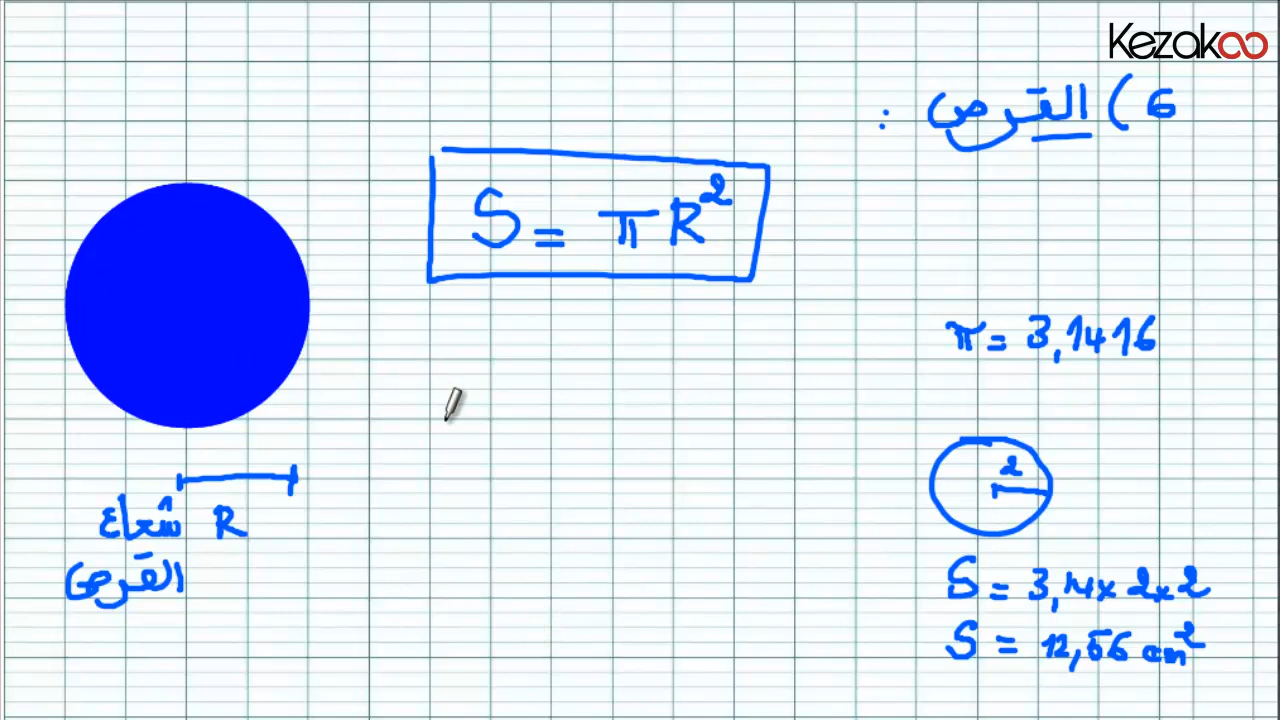 Kezakoo
6) القرص :
S = πR²
π = 3,1416
2
R شعاع
القرص
S = 3,14 x 2 x 2
S = 12,56 cm²